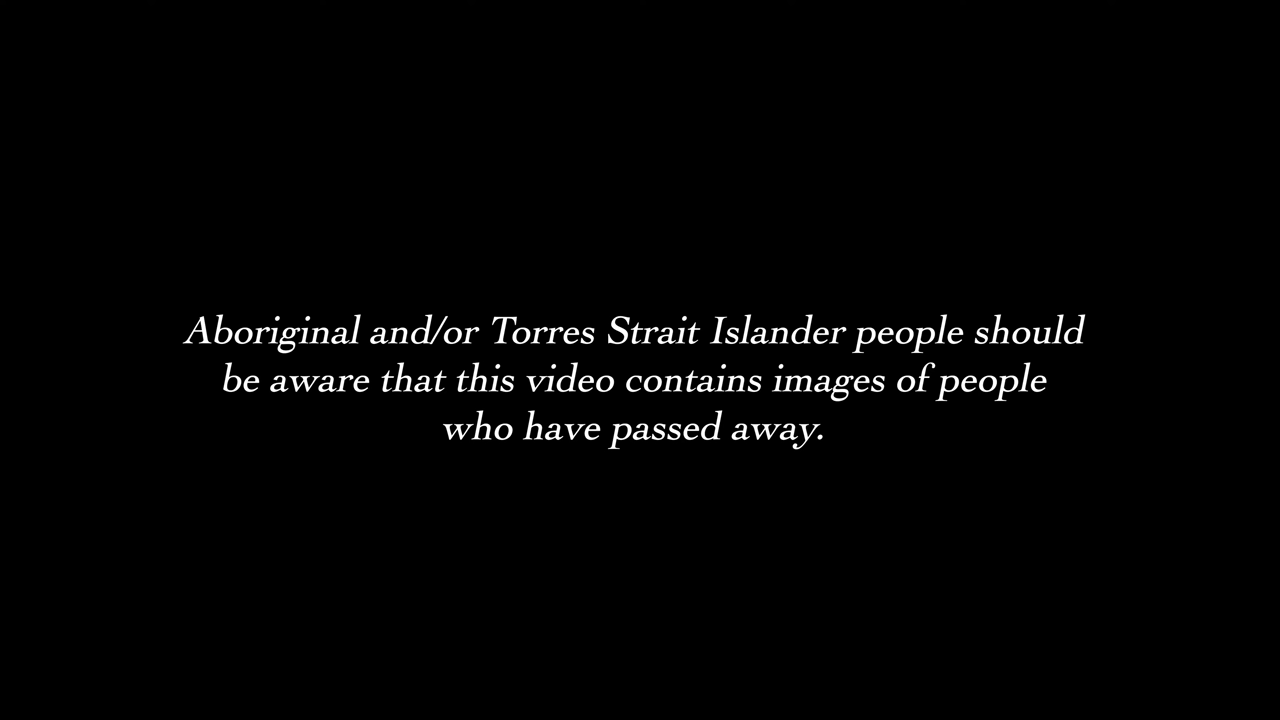 Aboriginal and/or Torres Strait Islander people should
be aware that this video contains images of people
who have passed away.